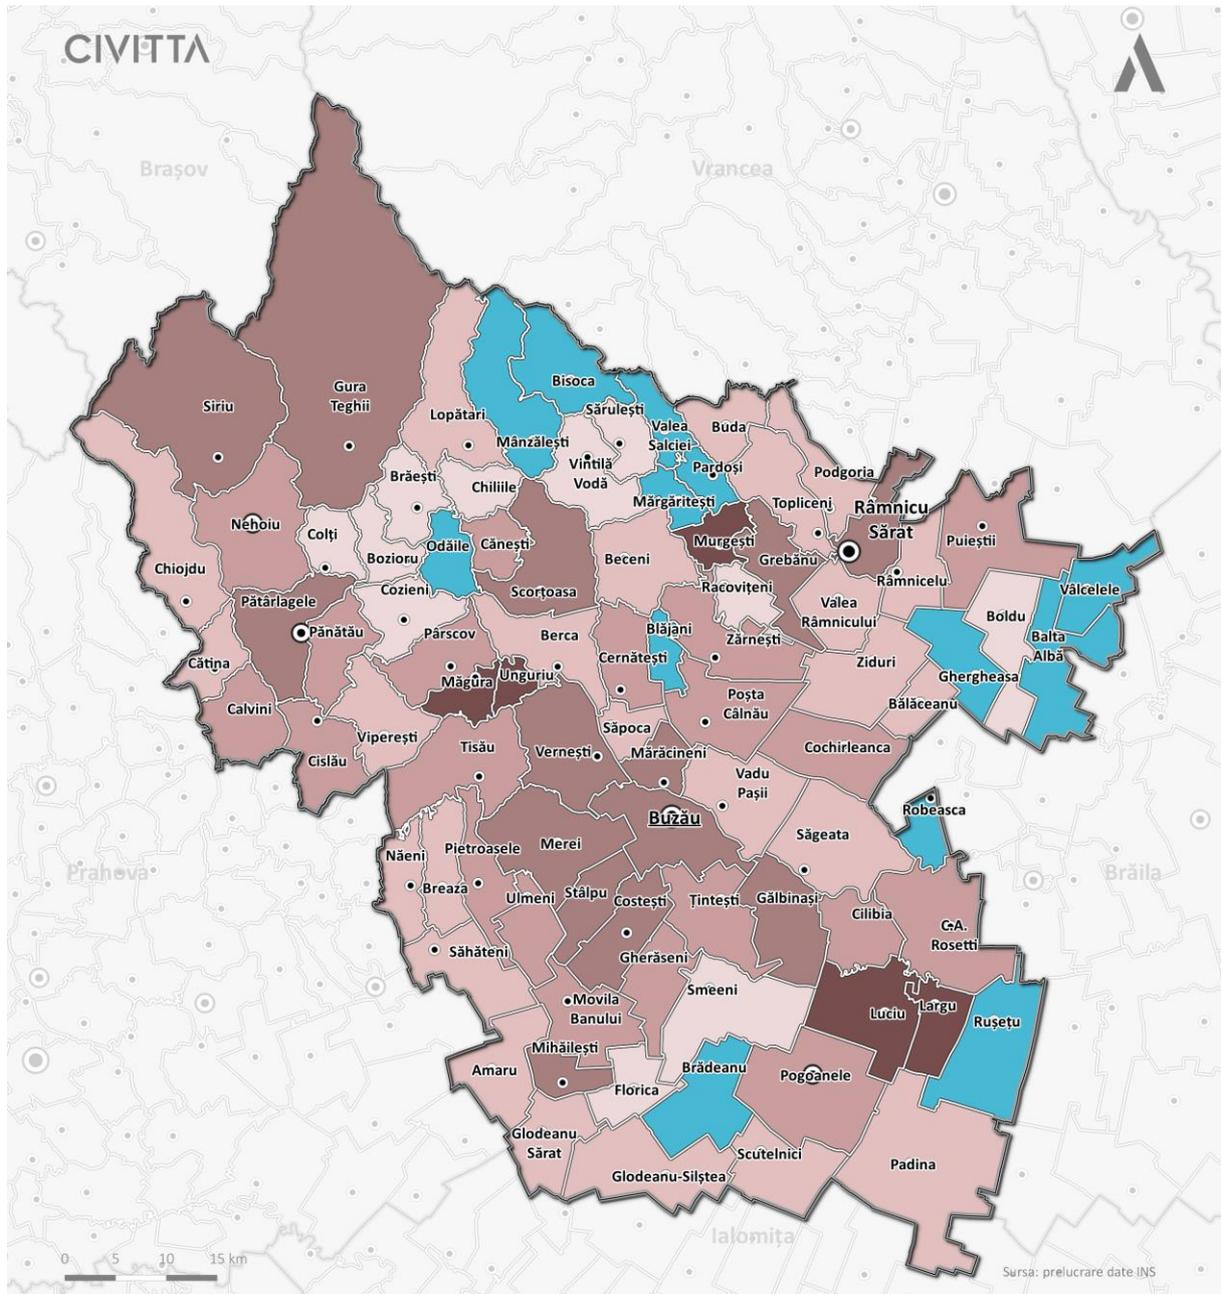 CIVITTA
Brașov
Vrancea
Siriu
Gura
Teghii
Lopătari
Bisoca
Mânzălești
Sărulești
Valea
Salciei
Buda
Vintilă
Vodă
Pardoși
Podgoria
Brăești
Chiliile
Mărgăritești
Topliceni
Râmnicu
Sărat
Nehoiu
Colți
Odăile
Cănești
Murgești
Grebănu
Puieștii
Bozioru
Beceni
Chiojdu
Cozieni
Scorțoasa
Racovițeni
Râmnicelu
Vâlcelele
Pătârlagele
Pănătău
Pârscov
Berca
Blăjani
Zărnești
Valea
Râmnicului
Boldu
Balta
Albă
Cătina
Măgura
Unguriu
Cernătești
Ziduri
Ghergheasa
Calvini
Poșta
Câlnău
Bălăceanu
Viperești
Săpoca
Cislău
Tisău
Vernești
Mărăcineni
Cochirleanca
Vadu
Pașii
Buzău
Robeasca
Săgeata
Merei
Năeni
Pietroasele
Prahova
Brăila
Breaza
Ulmeni
Stâlpu
Costești
Țintești
Gălbinași
Cilibia
C.A.
Rosetti
Săhăteni
Gherăseni
Smeeni
Movila
Banului
Luciu
Largu
Rușețu
Mihăilești
Amaru
Florica
Brădeanu
Pogoanele
Glodeanu
Sărat
Scutelnici
Padina
Glodeanu-Silștea
Ialomița
0 5 10 15 km
Sursa: prelucrare date INS